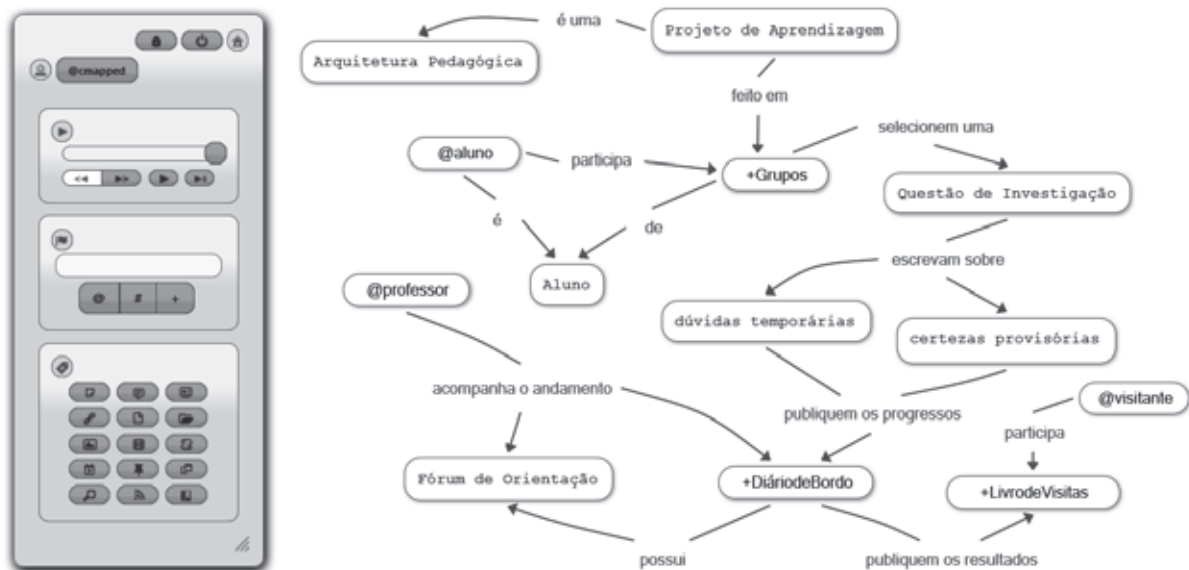 @cmapped
@
#
+
é uma
Projeto de Aprendizagem
Arquitetura Pedagógica
feito em
selecionem uma
@aluno
participa
+Grupos
Questão de Investigação
é
de
escrevam sobre
@professor
Aluno
dúvidas temporárias
certezas provisórias
acompanha o andamento
publiquem os progressos
@visitante
participa
Fórum de Orientação
+DiáriodeBordo
+LivrodeVisitas
possui
publiquem os resultados